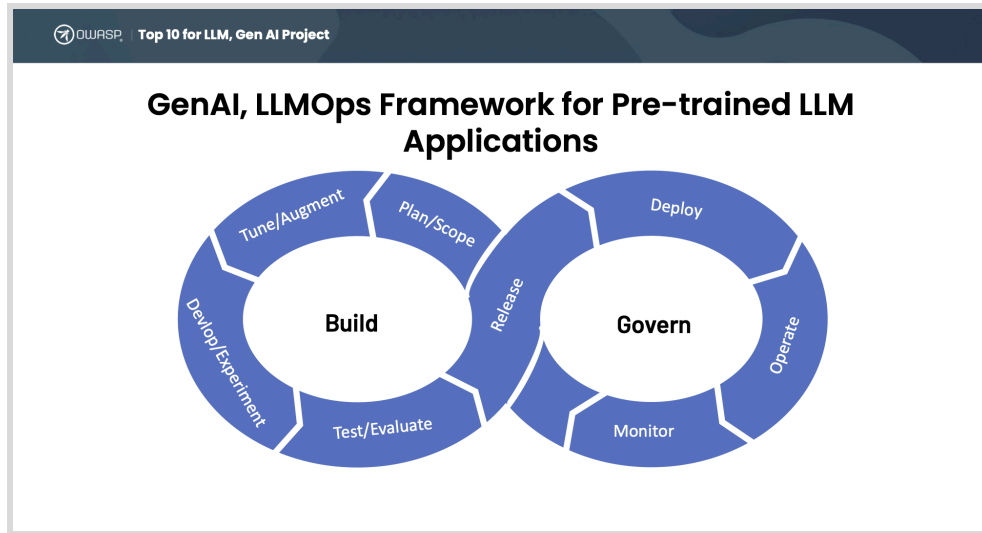 OWASP | Top 10 for LLM, Gen AI Project
GenAI, LLMOps Framework for Pre-trained LLM
Applications
Plan/Scope
Tune/Augment
Devlop/Experiment
Test/Evaluate
Release
Deploy
Operate
Monitor
Build
Govern